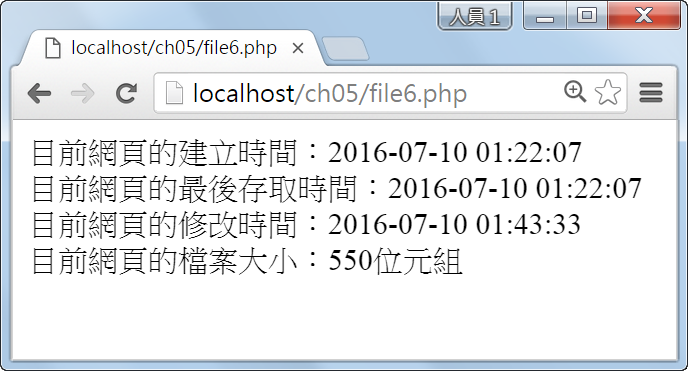 人員 1
localhost/ch05/file6.php
localhost/ch05/file6.php
目前網頁的建立時間：2016-07-10 01:22:07
目前網頁的最後存取時間：2016-07-10 01:22:07
目前網頁的修改時間：2016-07-10 01:43:33
目前網頁的檔案大小：550位元組